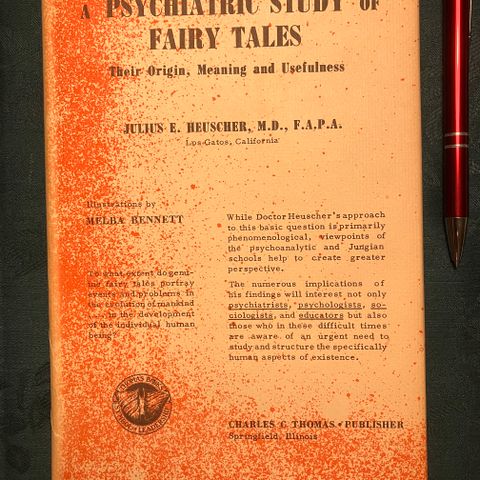 A PSYCHIATRIC STUDY OF
FAIRY TALES
Their Origin, Meaning and Usefulness
JULIUS E. HEUSCHER, M.D., F.A.P.A.
Los Gatos, California
Illustrations by
MELBA BENNETT
To what extent do genu-
ine fairy tales portray
events and problems in
the evolution of mankind
..... in the development
of the individual human
being?
While Doctor Heuscher's approach
to this basic question is primarily
phenomenological, viewpoints of
the psychoanalytic and Jungian
schools help to create greater
perspective.
The numerous implications of
his findings will interest not only
psychiatrists, psychologists, so-
ciologists, and educators but also
those who in these difficult times
are aware of an urgent need to
study and structure the specifically
human aspects of existence.
CHARLES C THOMAS • PUBLISHER
Springfield, Illinois